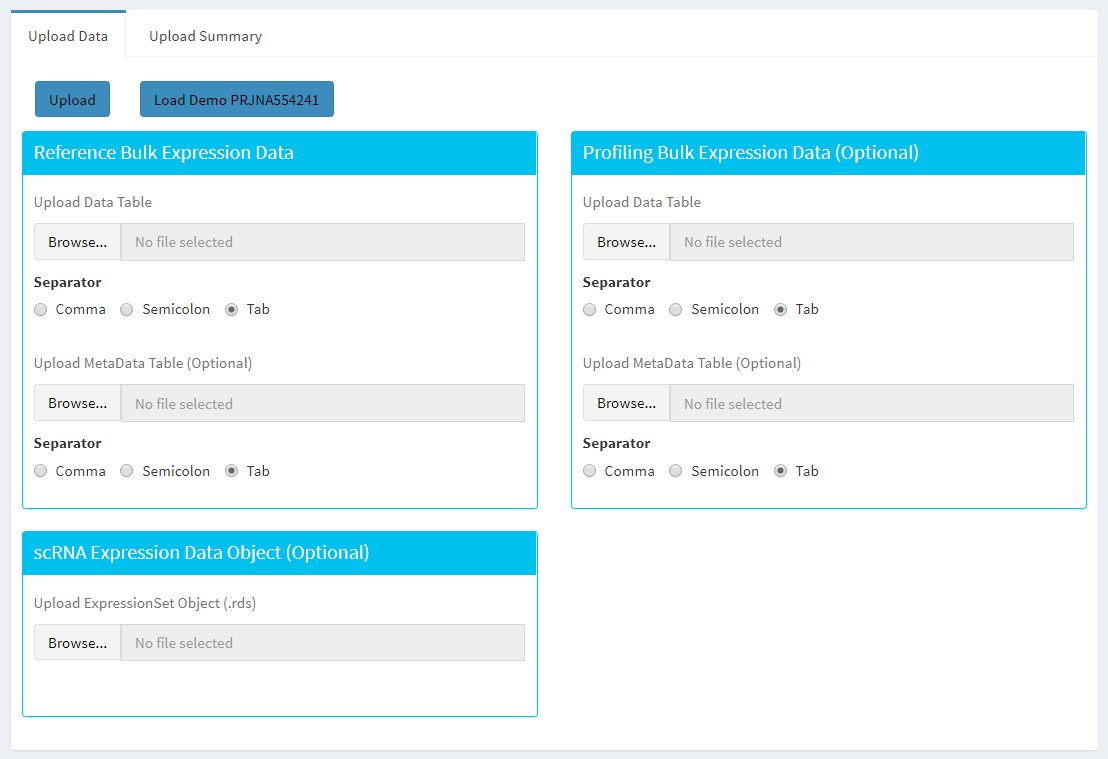 Upload Data Upload Summary
Upload Load Demo PRJNA554241
Reference Bulk Expression Data
Upload Data Table
Browse... No file selected
Separator
Comma Semicolon Tab
Upload MetaData Table (Optional)
Browse... No file selected
Separator
Comma Semicolon Tab
Profiling Bulk Expression Data (Optional)
Upload Data Table
Browse... No file selected
Separator
Comma Semicolon Tab
Upload MetaData Table (Optional)
Browse... No file selected
Separator
Comma Semicolon Tab
scRNA Expression Data Object (Optional)
Upload ExpressionSet Object (.rds)
Browse... No file selected